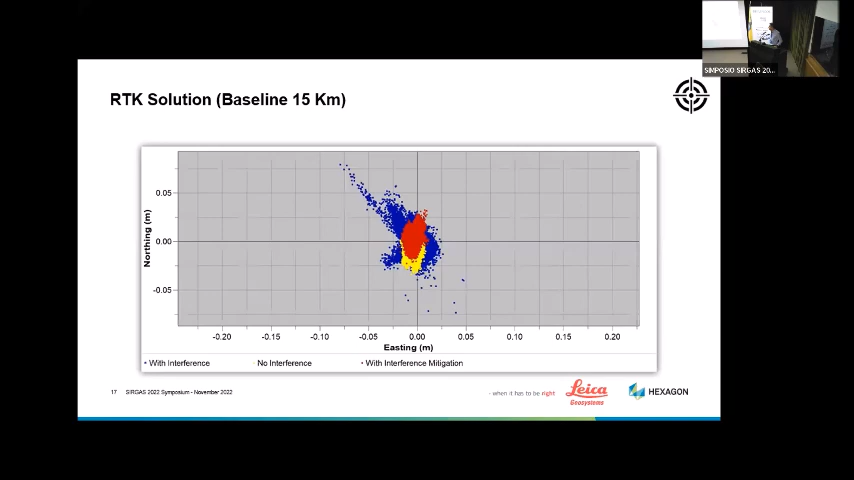 SIMPOSIO SIRGAS 20...
RTK Solution (Baseline 15 Km)
Northing (m)
0.05
0.00
-0.05
-0.20 -0.15 -0.10 -0.05 0.00 0.05 0.10 0.15 0.20
Easting (m)
With Interference No Interference With Interference Mitigation
17 SIRGAS 2022 Symposium - November 2022
- when it has to be right
Leica
Geosystems
HEXAGON